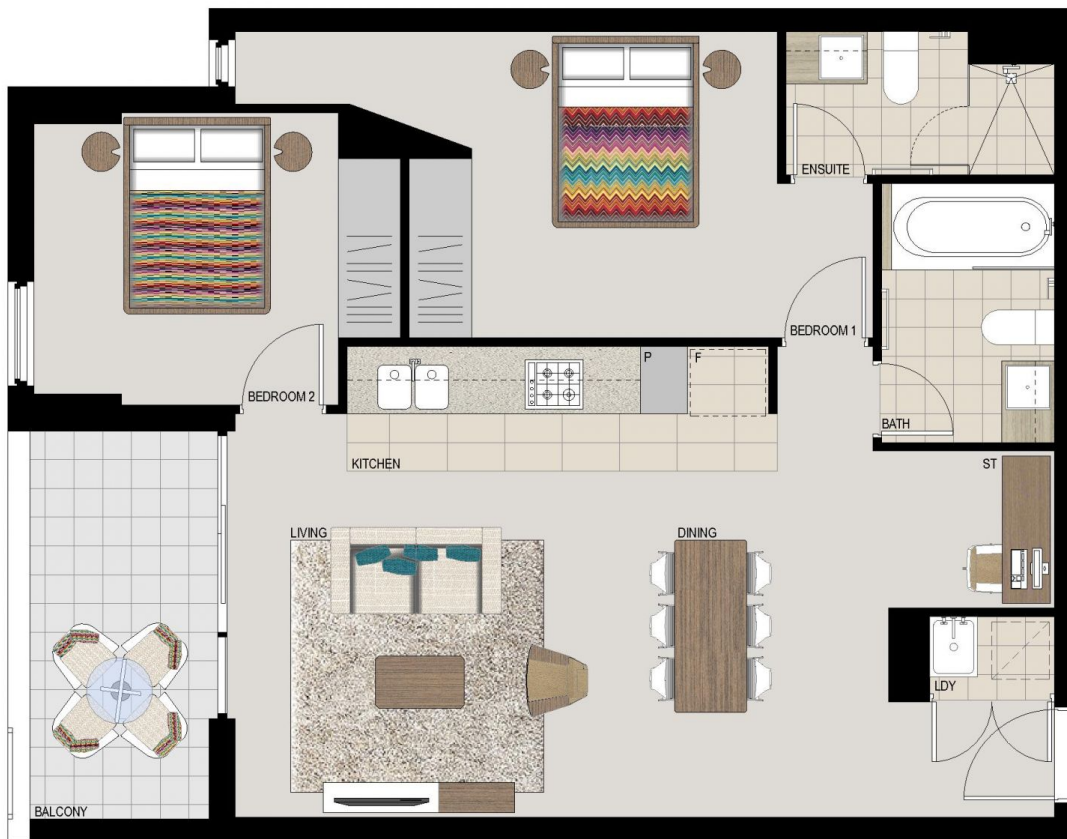 ENSUITE
BEDROOM 1
P
F
BEDROOM 2
BATH
KITCHEN
ST
LIVING
DINING
LDY
BALCONY